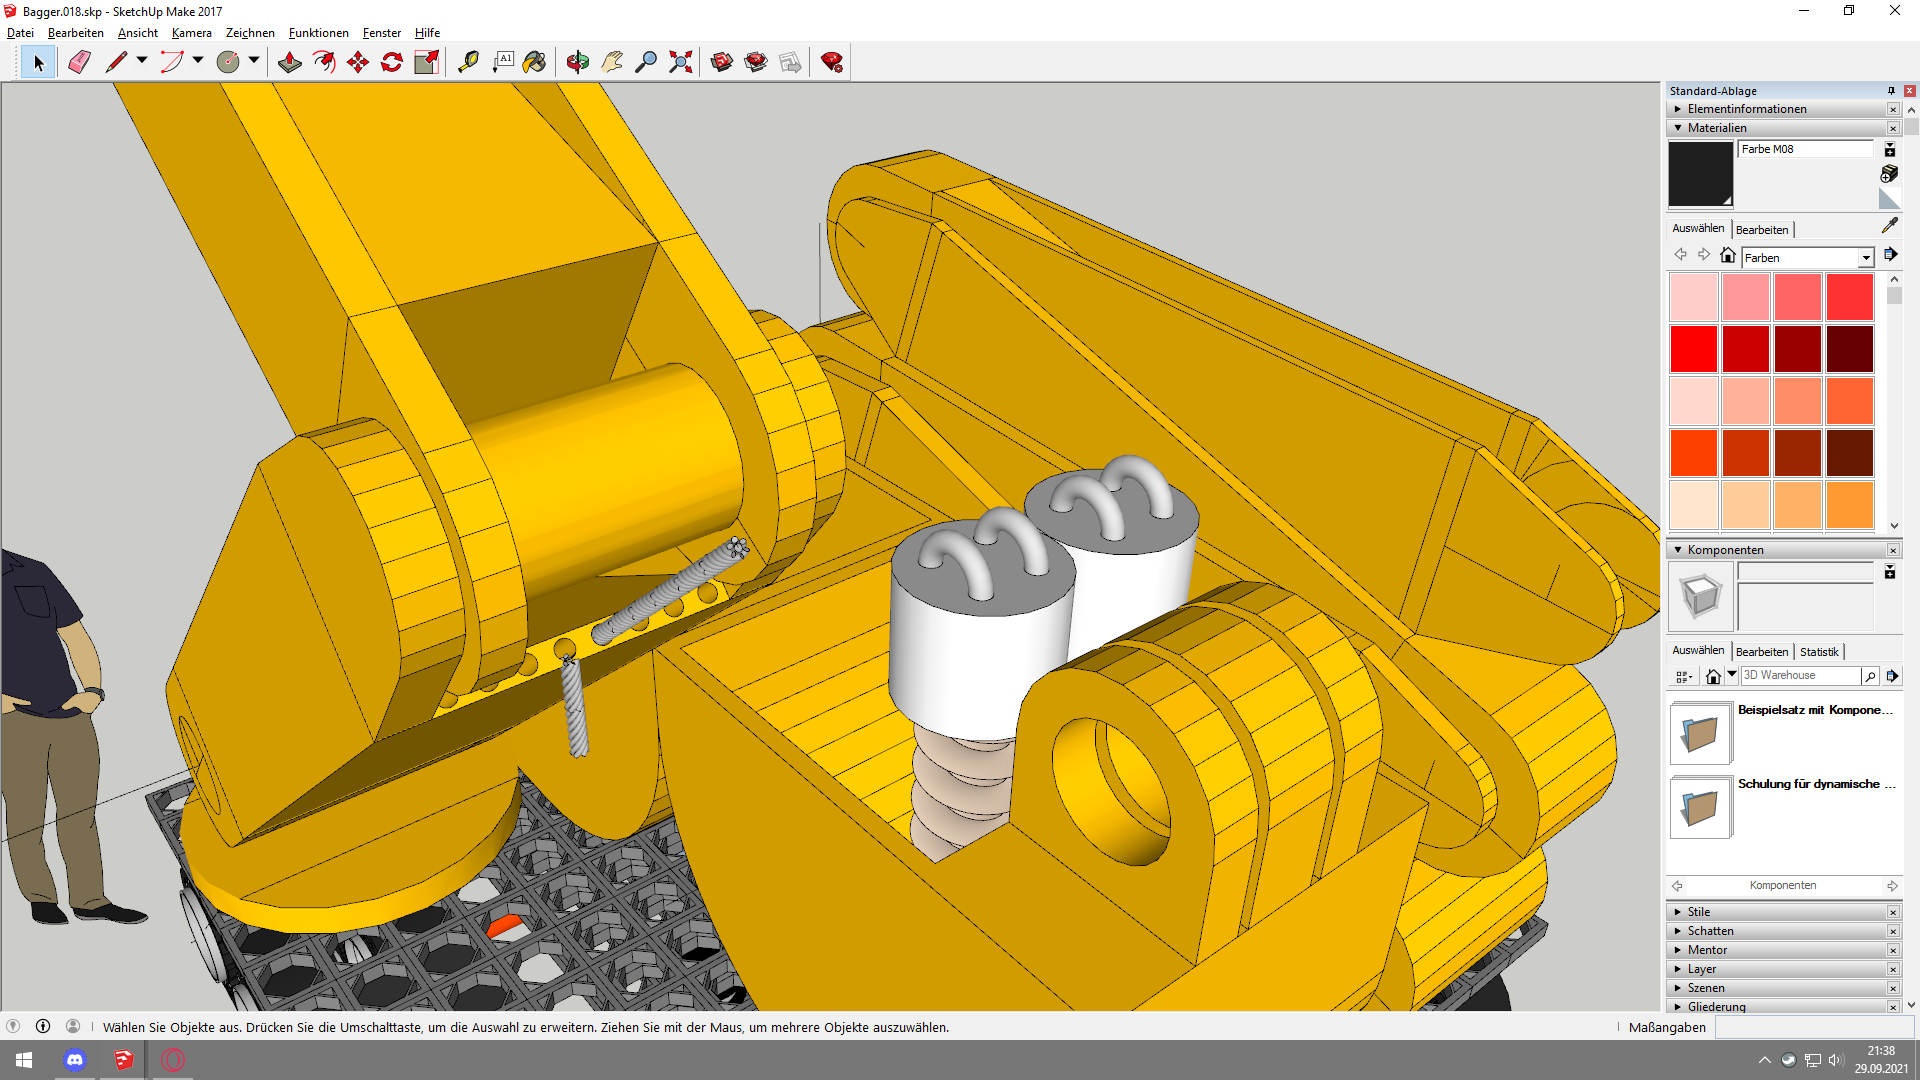 Bagger.018.skp - SketchUp Make 2017
Datei Bearbeiten Ansicht Kamera Zeichnen Funktionen Fenster Hilfe
A1
Standard-Ablage
Elementinformationen
Materialien
Farbe M08
Auswählen Bearbeiten
Farben
Komponenten
Auswählen Bearbeiten Statistik
3D Warehouse
Beispielsatz mit Kompone...
Schulung für dynamische ...
Komponenten
Stile
Schatten
Mentor
Layer
Szenen
Gliederung
Wählen Sie Objekte aus. Drücken Sie die Umschalttaste, um die Auswahl zu erweitern. Ziehen Sie mit der Maus, um mehrere Objekte auszuwählen.
Maßangaben
21:38
29.09.2021